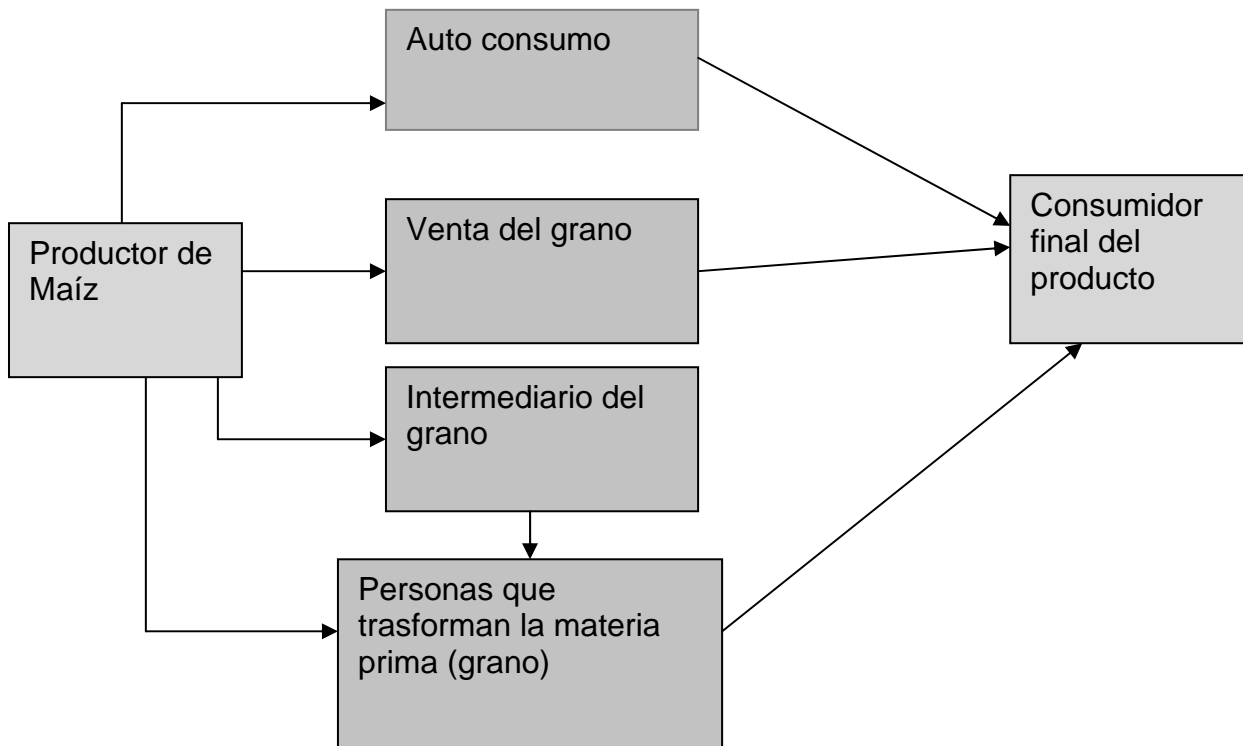 Auto consumo
Productor de
Maíz
Venta del grano
Intermediario del
grano
Personas que
trasforman la materia
prima (grano)
Consumidor
final del
producto